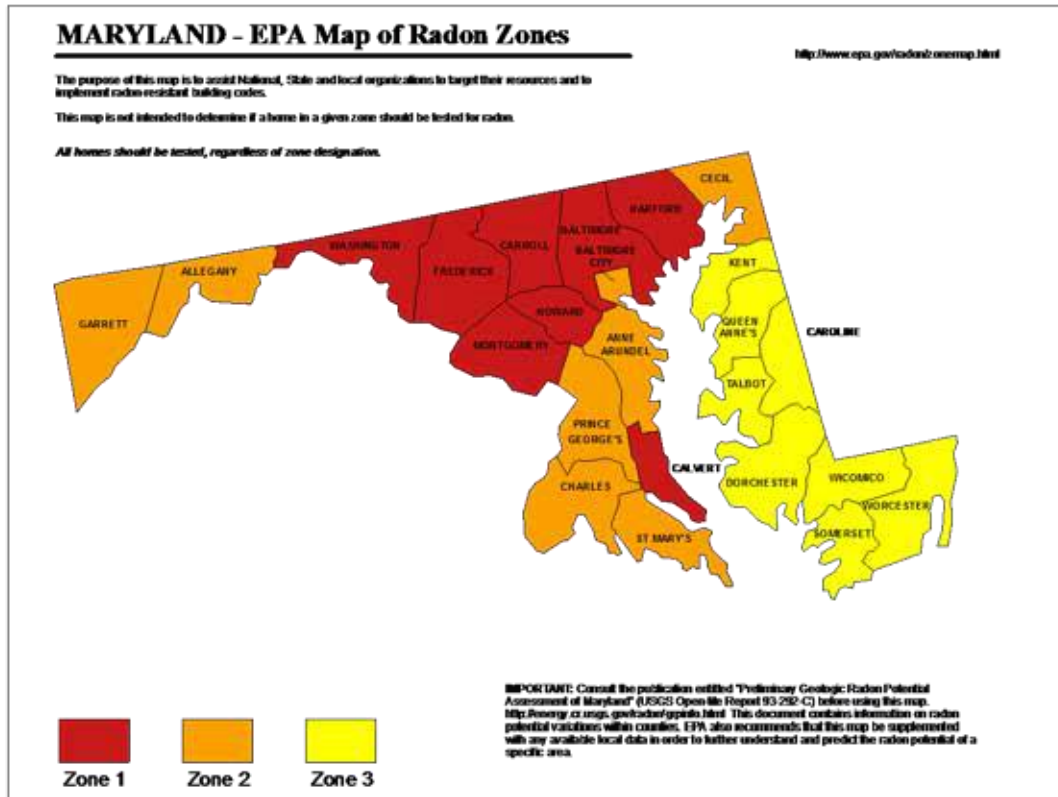 MARYLAND - EPA Map of Radon Zones
http://www.epa.gov/radon/zonemap.html
The purpose of this map is to assist National, State and local organizations to target their resources and to
implement radon-resistant building codes.
This map is not intended to determine if a home in a given zone should be tested for radon.
All homes should be tested, regardless of zone designation.
CECIL
HARFORD
BALTIMORE
WASHINGTON
CARROLL
BALTIMORE
CITY
KENT
ALLEGANY
FREDERICK
GARRETT
HOWARD
QUEEN
ANNE'S
CAROLINE
MONTGOMERY
ANNE
ARUNDEL
TALBOT
PRINCE
GEORGE'S
CALVERT
CHARLES
DORCHESTER
WICOMICO
WORCESTER
SOMERSET
ST MARY'S
IMPORTANT: Consult the publication entitled "Preliminary Geologic Radon Potential
Assessment of Maryland" (USGS Open-file Report 93-292-C) before using this map.
http://energy.cr.usgs.gov/radon/grpinfo.html This document contains information on radon
potential variations within counties. EPA also recommends that this map be supplemented
with any available local data in order to further understand and predict the radon potential of a
specific area.
Zone 1
Zone 2
Zone 3